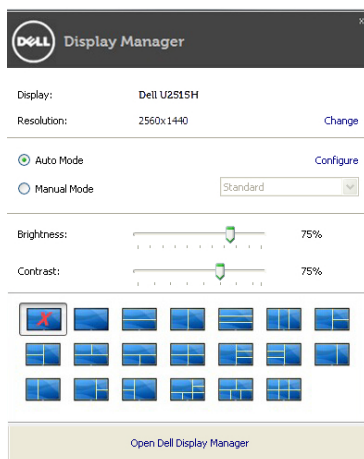 x
DELL Display Manager
Display: Dell U2515H
Resolution: 2560x1440 Change
Auto Mode Configure
Manual Mode Standard
Brightness: 75%
Contrast: 75%
Open Dell Display Manager